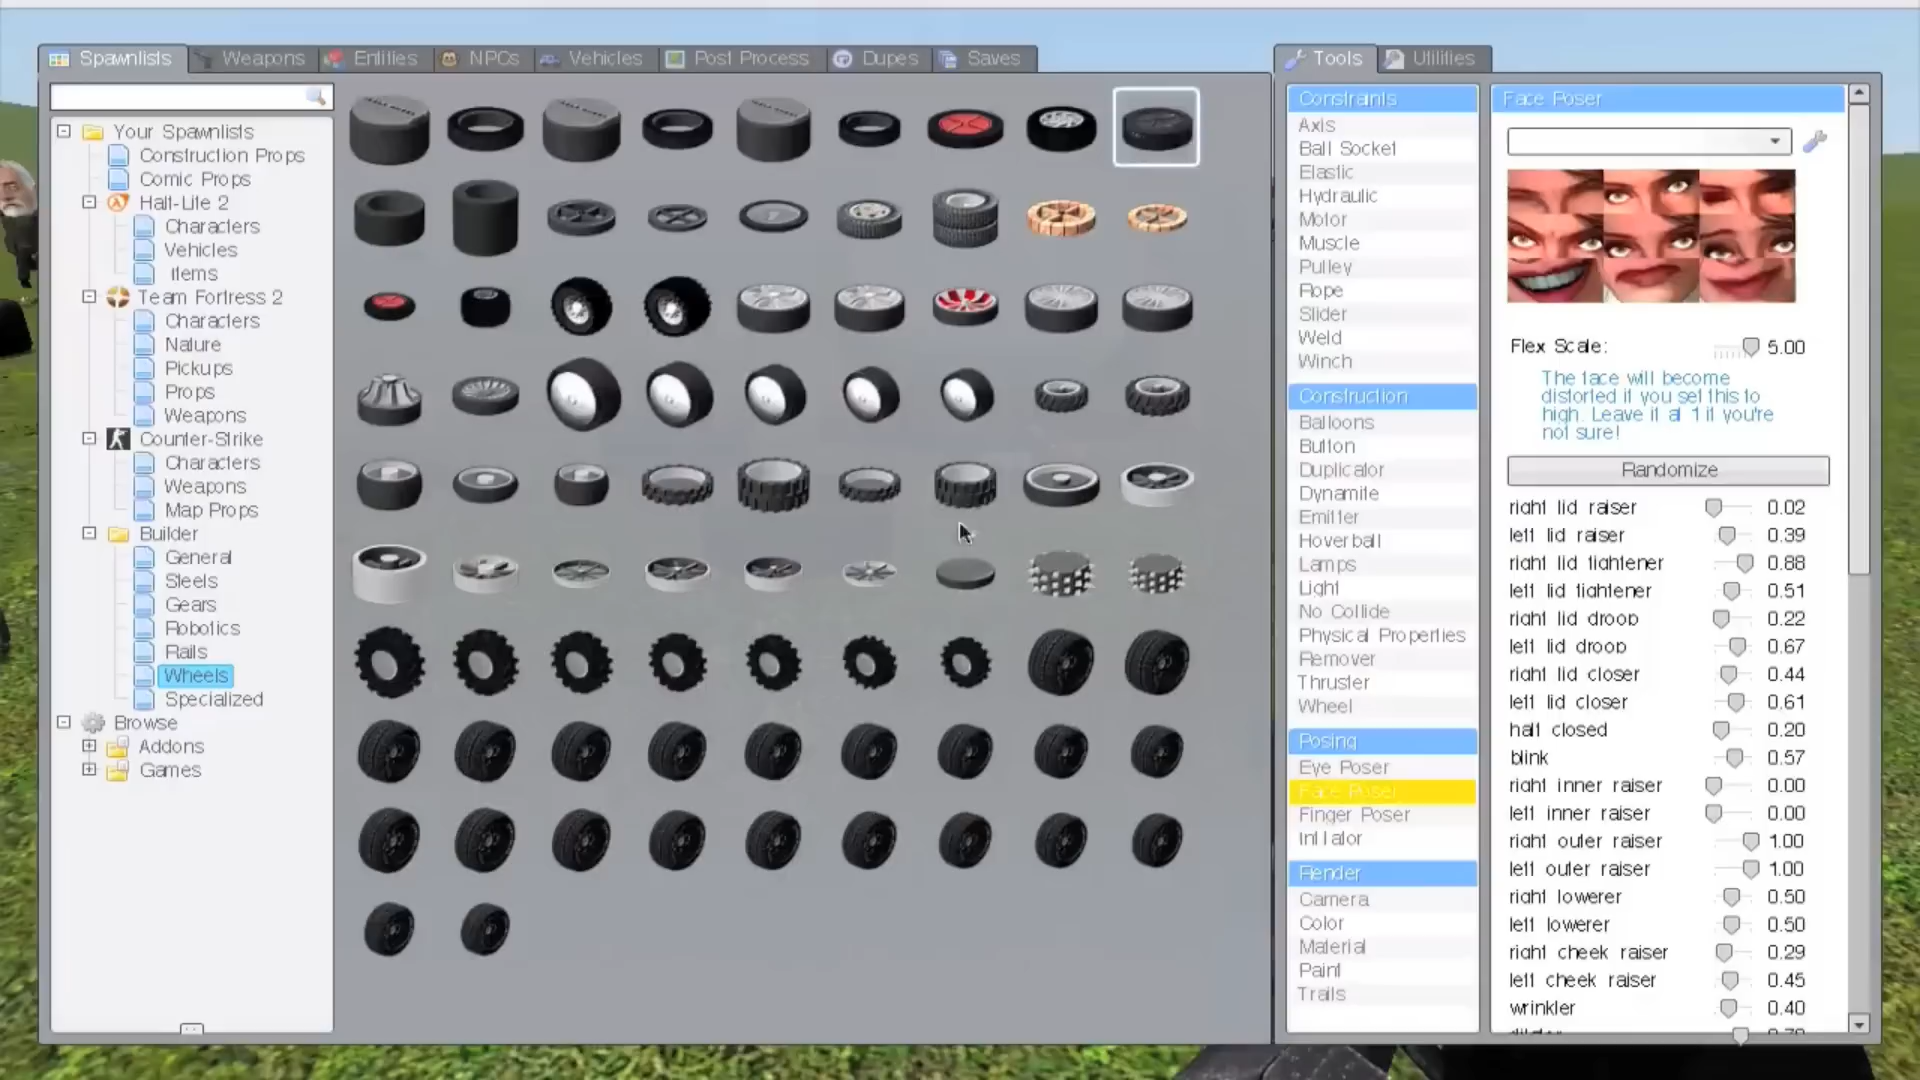 Spawnlists
Weapons
Entities
NPCs
Vehicles
Post Process
Dupes
Saves
Tools
Utilities
Your Spawnlists
Construction Props
Comic Props
Half-Life 2
Characters
Vehicles
Items
Team Fortress 2
Characters
Nature
Pickups
Props
Weapons
Counter-Strike
Characters
Weapons
Map Props
Builder
General
Steels
Gears
Robotics
Rails
Wheels
Specialized
Browse
Addons
Games
Constraints
Axis
Ball Socket
Elastic
Hydraulic
Motor
Muscle
Pulley
Rope
Slider
Weld
Winch
Construction
Balloons
Button
Duplicator
Dynamite
Emitter
Hoverball
Lamps
Light
No Collide
Physical Properties
Remover
Thruster
Wheel
Posing
Eye Poser
Face Poser
Finger Poser
Inflator
Render
Camera
Color
Material
Paint
Trails
Face Poser
Flex Scale: 5.00
The face will become
distorted if you set this to
high. Leave it at 1 if you're
not sure!
Randomize
right lid raiser 0.02
left lid raiser 0.39
right lid tightener 0.88
left lid tightener 0.51
right lid droop 0.22
left lid droop 0.67
right lid closer 0.44
left lid closer 0.61
half closed 0.20
blink 0.57
right inner raiser 0.00
left inner raiser 0.00
right outer raiser 1.00
left outer raiser 1.00
right lowerer 0.50
left lowerer 0.50
right cheek raiser 0.29
left cheek raiser 0.45
wrinkler 0.40